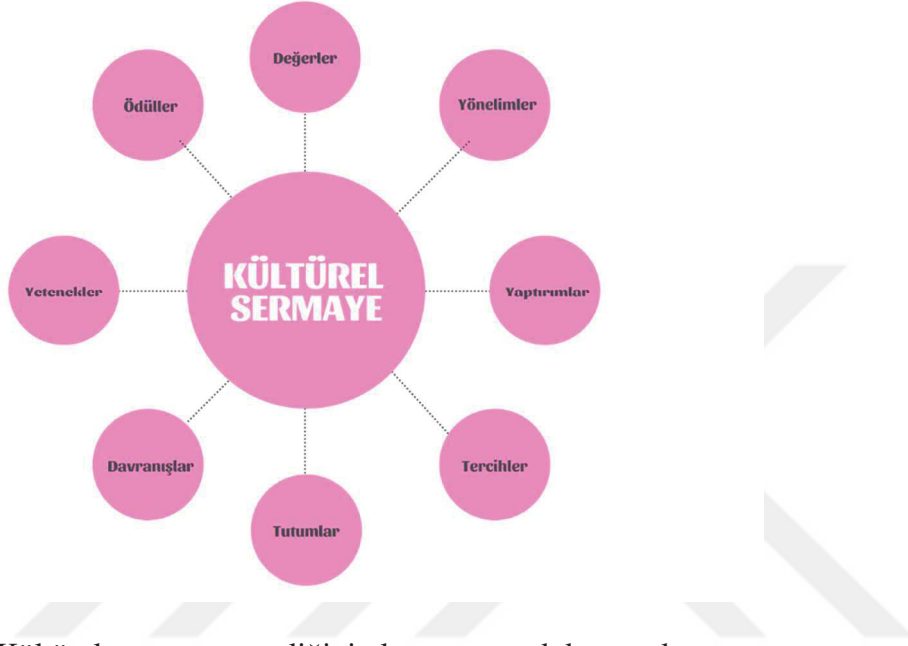 Değerler
Yönelimler
Yaptırımlar
Tercihler
Tutumlar
Davranışlar
Yetenekler
Ödüller
KÜLTÜREL
SERMAYE